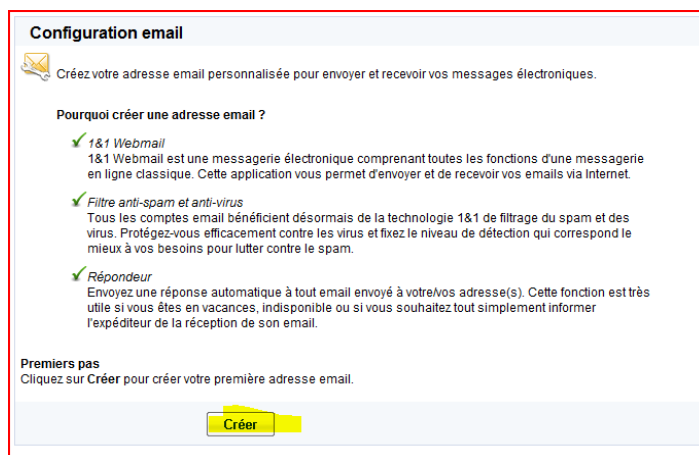 Configuration email
Créez votre adresse email personnalisée pour envoyer et recevoir vos messages électroniques.
Pourquoi créer une adresse email ?
1&1 Webmail
1&1 Webmail est une messagerie électronique comprenant toutes les fonctions d'une messagerie
en ligne classique. Cette application vous permet d'envoyer et de recevoir vos emails via Internet.
Filtre anti-spam et anti-virus
Tous les comptes email bénéficient désormais de la technologie 1&1 de filtrage du spam et des
virus. Protégez-vous efficacement contre les virus et fixez le niveau de détection qui correspond le
mieux à vos besoins pour lutter contre le spam.
Répondeur
Envoyez une réponse automatique à tout email envoyé à votre/vos adresse(s). Cette fonction est très
utile si vous êtes en vacances, indisponible ou si vous souhaitez tout simplement informer
l'expéditeur de la réception de son email.
Premiers pas
Cliquez sur Créer pour créer votre première adresse email.
Créer